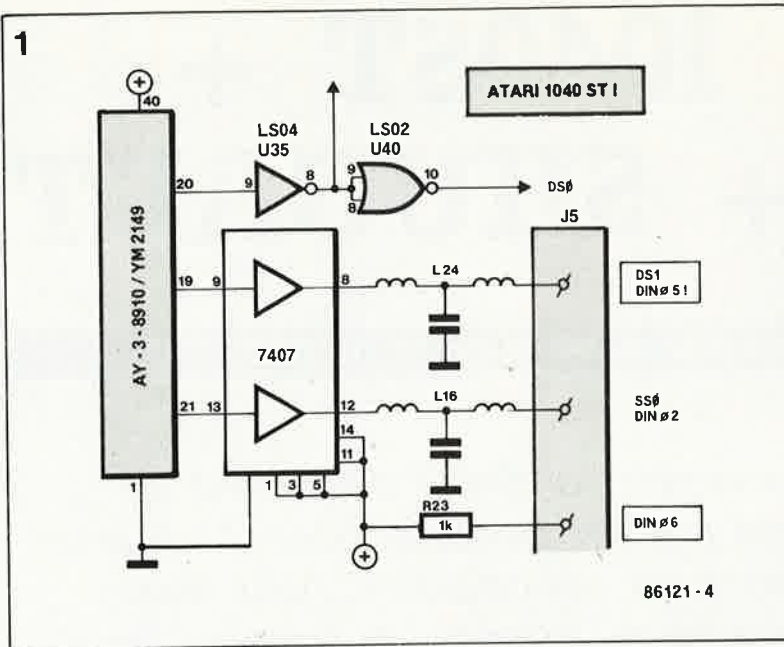 1
ATARI 1040 ST I
+
40
LS04
U35
LS02
U40
20
9
8
9
8
10
DSØ
J5
AY - 3 - 8910 / YM 2149
19
9
8
L24
DS1
DIN ø 5 !
7407
21
13
12
L16
SSØ
DIN ø 2
14
11
1
1
3
5
R23
1k
DIN ø 6
+
86121 - 4